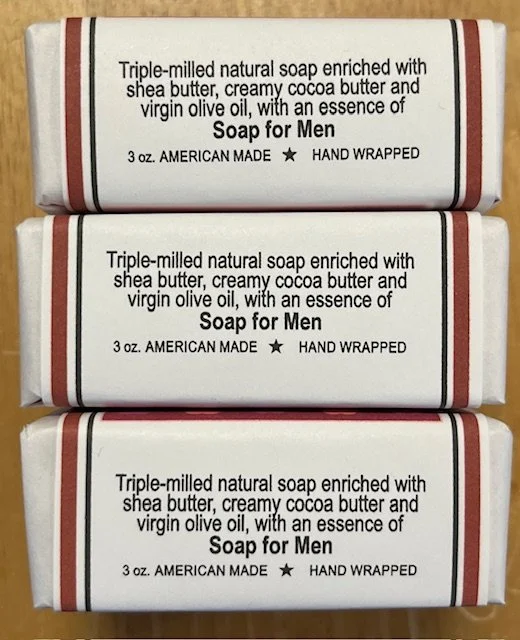 Triple-milled natural soap enriched with
shea butter, creamy cocoa butter and
virgin olive oil, with an essence of
Soap for Men
3 oz. AMERICAN MADE ★ HAND WRAPPED
Triple-milled natural soap enriched with
shea butter, creamy cocoa butter and
virgin olive oil, with an essence of
Soap for Men
3 oz. AMERICAN MADE ★ HAND WRAPPED
Triple-milled natural soap enriched with
shea butter, creamy cocoa butter and
virgin olive oil, with an essence of
Soap for Men
3 oz. AMERICAN MADE ★ HAND WRAPPED